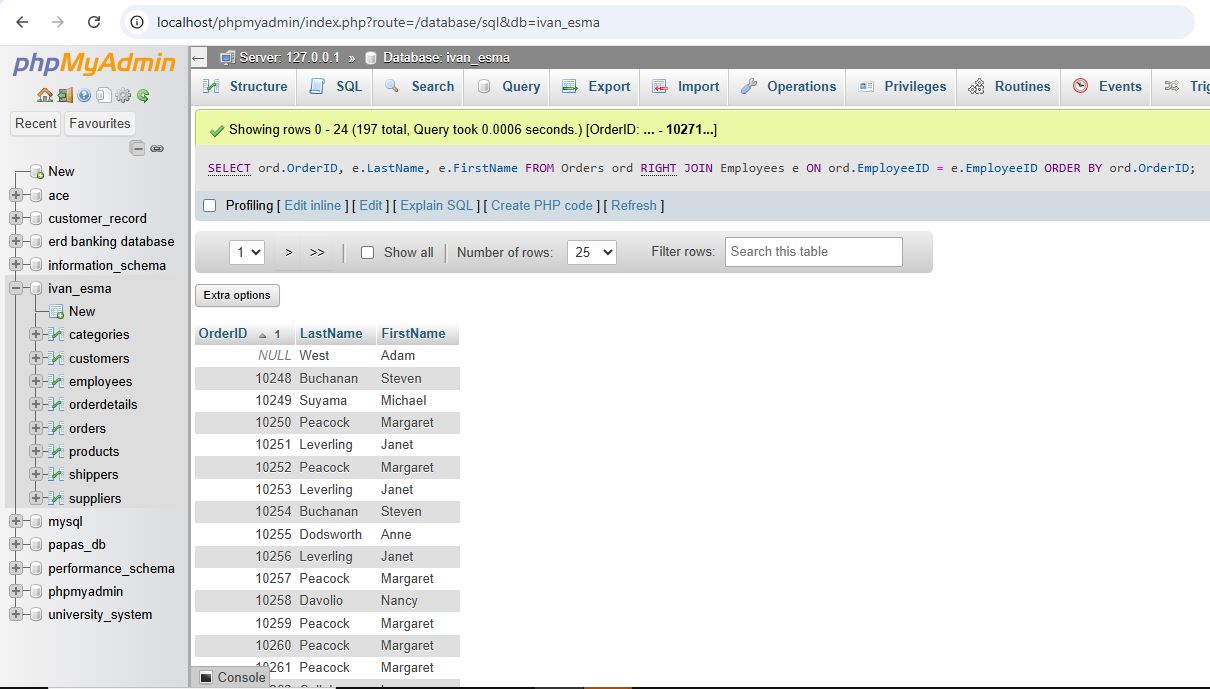 localhost/phpmyadmin/index.php?route=/database/sql&db=ivan_esma
phpMyAdmin
Recent Favourites
New
ace
customer_record
erd banking database
information_schema
ivan_esma
New
categories
customers
employees
orderdetails
orders
products
shippers
suppliers
mysql
papas_db
performance_schema
phpmyadmin
university_system
Server: 127.0.0.1 » Database: ivan_esma
Structure SQL Search Query Export Import Operations Privileges Routines Events Trig
Showing rows 0 - 24 (197 total, Query took 0.0006 seconds.) [OrderID: ... - 10271...]
SELECT ord.OrderID, e.LastName, e.FirstName FROM Orders ord RIGHT JOIN Employees e ON ord.EmployeeID = e.EmployeeID ORDER BY ord.OrderID;
Profiling [ Edit inline ] [ Edit ] [ Explain SQL ] [ Create PHP code ] [ Refresh ]
1 > >> Show all Number of rows: 25 Filter rows: Search this table
Extra options
OrderID 1 LastName FirstName
NULL West Adam
10248 Buchanan Steven
10249 Suyama Michael
10250 Peacock Margaret
10251 Leverling Janet
10252 Peacock Margaret
10253 Leverling Janet
10254 Buchanan Steven
10255 Dodsworth Anne
10256 Leverling Janet
10257 Peacock Margaret
10258 Davolio Nancy
10259 Peacock Margaret
10260 Peacock Margaret
10261 Peacock Margaret
Console